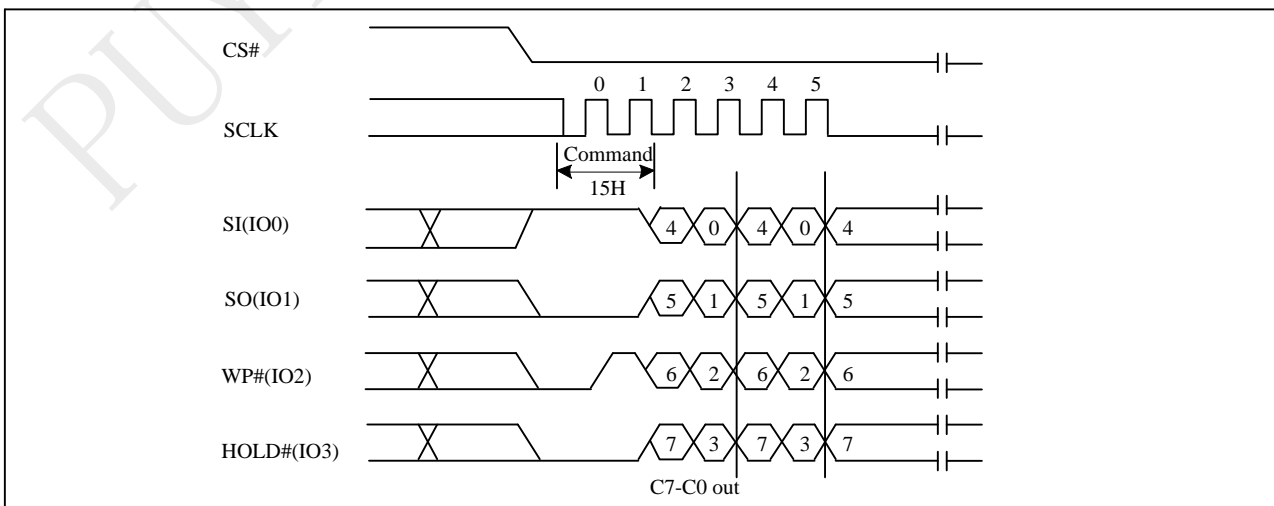 PUY
CS#
0 1 2 3 4 5
SCLK
Command
15H
SI(IO0) 4 0 4 0 4
SO(IO1) 5 1 5 1 5
WP#(IO2) 6 2 6 2 6
HOLD#(IO3) 7 3 7 3 7
C7-C0 out